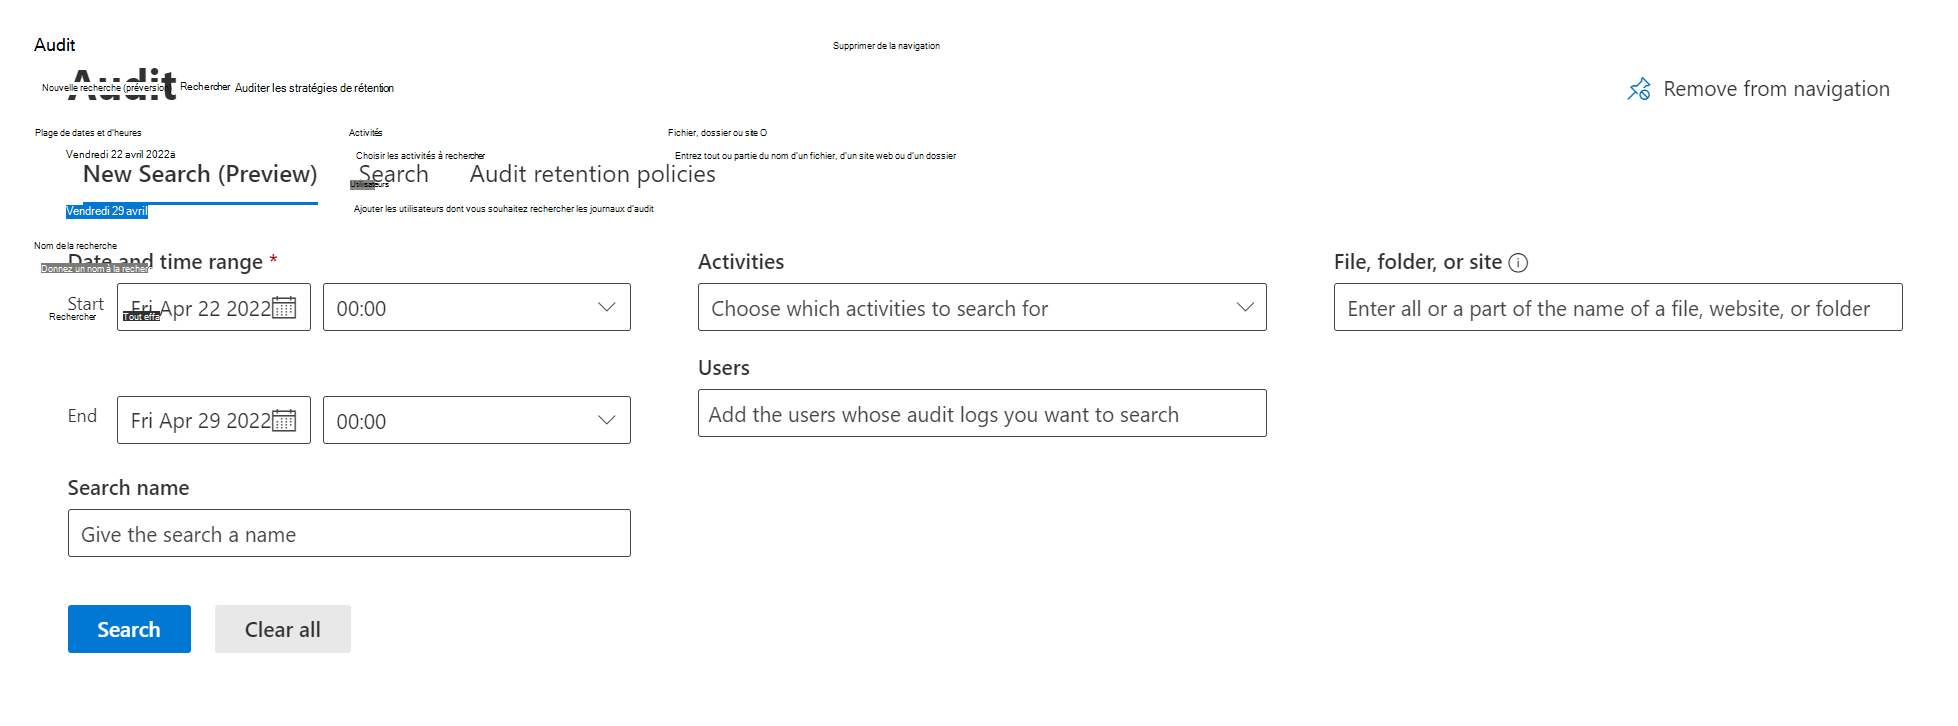 Audit
Supprimer de la navigation
Audit
Nouvelle recherche (préversion) Rechercher Auditer les stratégies de rétention
Remove from navigation
Plage de dates et d'heures
Activités
Fichier, dossier ou site O
Vendredi 22 avril 2022ä
Choisir les activités à rechercher
Entrez tout ou partie du nom d'un fichier, d'un site web ou d'un dossier
New Search (Preview)
Search
Audit retention policies
Utilisateurs
Vendredi 29 avril
Ajouter les utilisateurs dont vous souhaitez rechercher les journaux d'audit
Nom de la recherche
Date and time range *
Activities
File, folder, or site
Donnez un nom à la recher
Start
Fri Apr 22 2022
00:00
Choose which activities to search for
Enter all or a part of the name of a file, website, or folder
Rechercher
Tout effa
Users
End
Fri Apr 29 2022
00:00
Add the users whose audit logs you want to search
Search name
Give the search a name
Search
Clear all